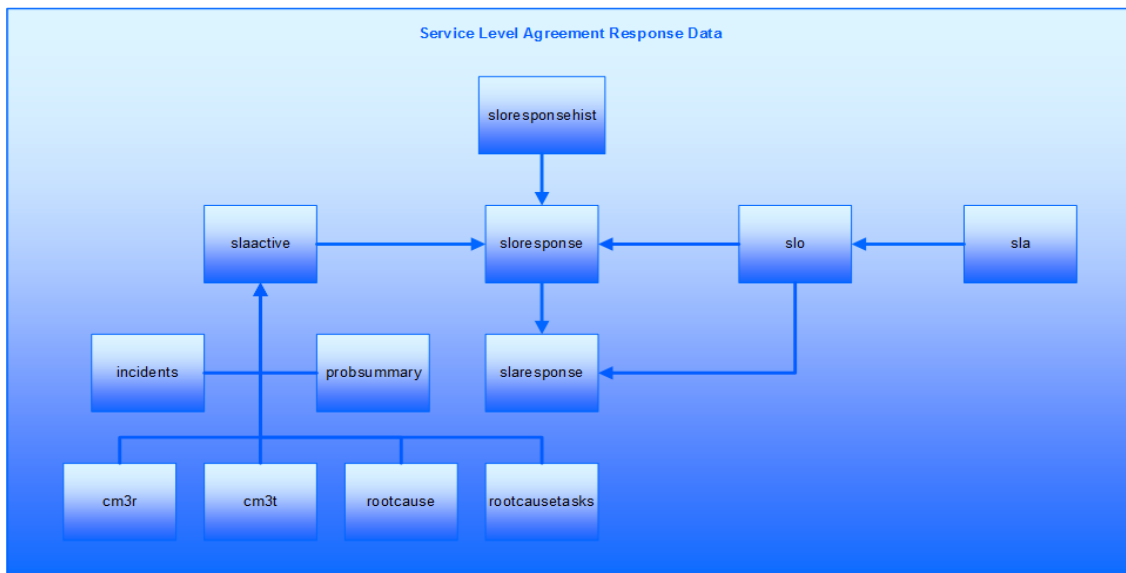 Service Level Agreement Response Data
sloresponsehist
slaactive
sloresponse
slo
sla
incidents
probsummary
slaresponse
cm3r
cm3t
rootcause
rootcausetasks